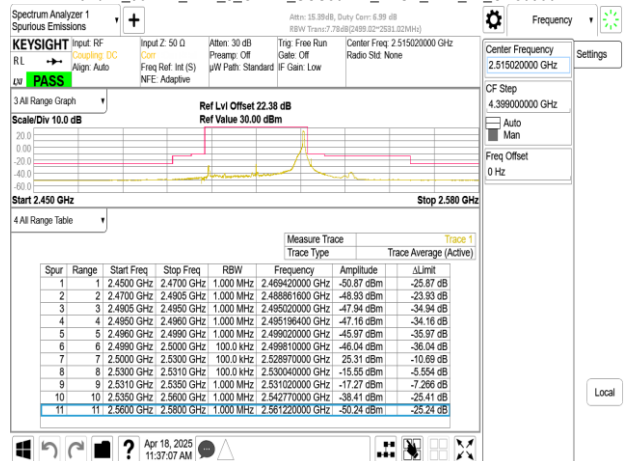 Spectrum Analyzer 1
Spurious Emissions
Attn: 15.39dB, Duty Corr: 6.99 dB
RBW Trans:7.78dB(2499.02~2531.02MHz)
Frequency
KEYSIGHT
Input: RF
Input Z: 50 Ω
Atten: 30 dB
Trig: Free Run
Center Freq: 2.515020000 GHz
RL
Coupling: DC
Corr
Preamp: Off
Gate: Off
Radio Std: None
Align: Auto
Freq Ref: Int (S)
µW Path: Standard
IF Gain: Low
LXI
PASS
NFE: Adaptive
Center Frequency
2.515020000 GHz
Settings
CF Step
4.399000000 GHz
Auto
Man
Freq Offset
0 Hz
3 All Range Graph
Ref Lvl Offset 22.38 dB
Scale/Div 10.0 dB
Ref Value 30.00 dBm
20.0
0.00
-20.0
-40.0
-60.0
Start 2.450 GHz
Stop 2.580 GHz
4 All Range Table
Measure Trace Trace 1
Trace Type Trace Average (Active)
Spur Range Start Freq Stop Freq RBW Frequency Amplitude ΔLimit
1 1 2.4500 GHz 2.4700 GHz 1.000 MHz 2.469420000 GHz -50.87 dBm -25.87 dB
2 2 2.4700 GHz 2.4905 GHz 1.000 MHz 2.488861600 GHz -48.93 dBm -23.93 dB
3 3 2.4905 GHz 2.4950 GHz 1.000 MHz 2.495020000 GHz -47.94 dBm -34.94 dB
4 4 2.4950 GHz 2.4960 GHz 1.000 MHz 2.495196400 GHz -47.16 dBm -34.16 dB
5 5 2.4960 GHz 2.4990 GHz 1.000 MHz 2.499020000 GHz -45.97 dBm -35.97 dB
6 6 2.4990 GHz 2.5000 GHz 100.0 kHz 2.499810000 GHz -46.04 dBm -36.04 dB
7 7 2.5000 GHz 2.5300 GHz 100.0 kHz 2.528970000 GHz 25.31 dBm -10.69 dB
8 8 2.5300 GHz 2.5310 GHz 100.0 kHz 2.530040000 GHz -15.55 dBm -5.554 dB
9 9 2.5310 GHz 2.5350 GHz 1.000 MHz 2.531020000 GHz -17.27 dBm -7.266 dB
10 10 2.5350 GHz 2.5600 GHz 1.000 MHz 2.542770000 GHz -38.41 dBm -25.41 dB
11 11 2.5600 GHz 2.5800 GHz 1.000 MHz 2.561220000 GHz -50.24 dBm -25.24 dB
Local
Apr 18, 2025
11:37:07 AM